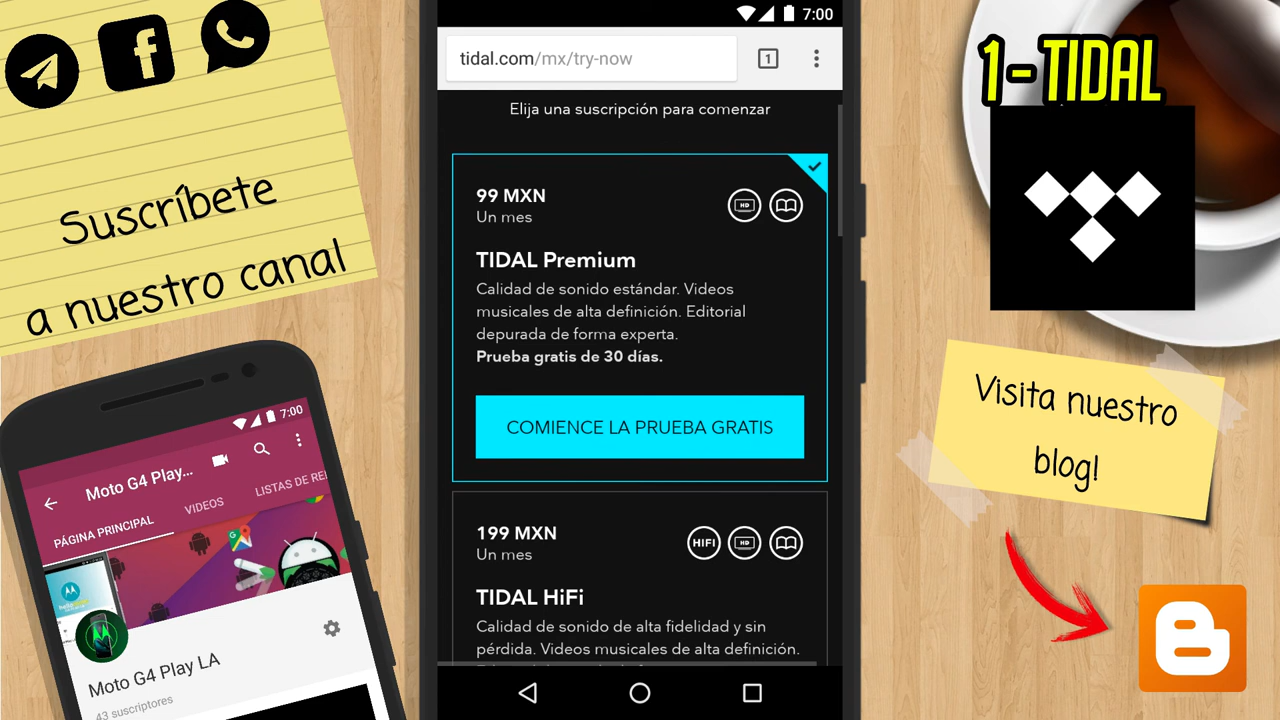 Suscríbete
a nuestro canal
7:00
Moto G4 Play...
PÁGINA PRINCIPAL
VIDEOS
LISTAS DE RE
Moto G4 Play LA
43 suscriptores
7:00
tidal.com/mx/try-now
1
Elija una suscripción para comenzar
99 MXN
Un mes
HD
TIDAL Premium
Calidad de sonido estándar. Videos
musicales de alta definición. Editorial
depurada de forma experta.
Prueba gratis de 30 días.
COMIENCE LA PRUEBA GRATIS
199 MXN
Un mes
HIFI
HD
TIDAL HiFi
Calidad de sonido de alta fidelidad y sin
pérdida. Videos musicales de alta definición.
1-TIDAL
Visita nuestro
blog!